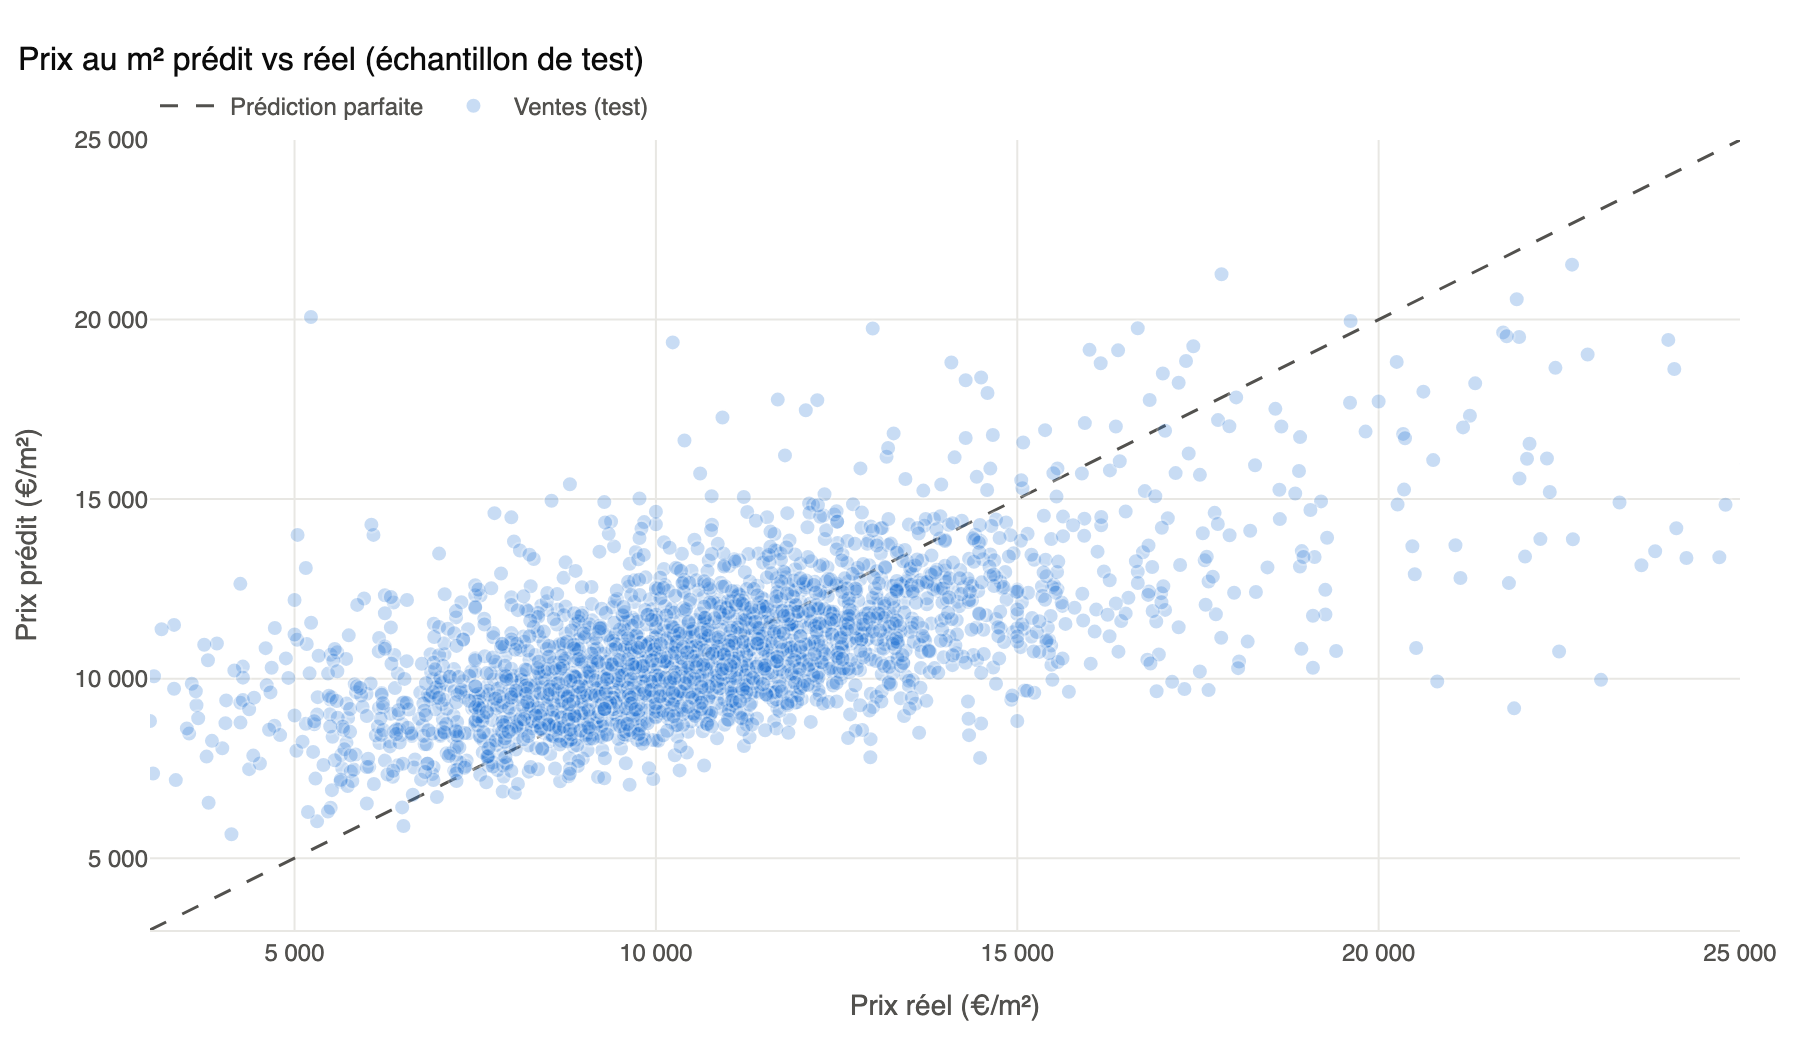 Prix au m² prédit vs réel (échantillon de test)
Prédiction parfaite
Ventes (test)
25 000
20 000
15 000
10 000
5 000
Prix prédit (€/m²)
5 000
10 000
15 000
20 000
25 000
Prix réel (€/m²)